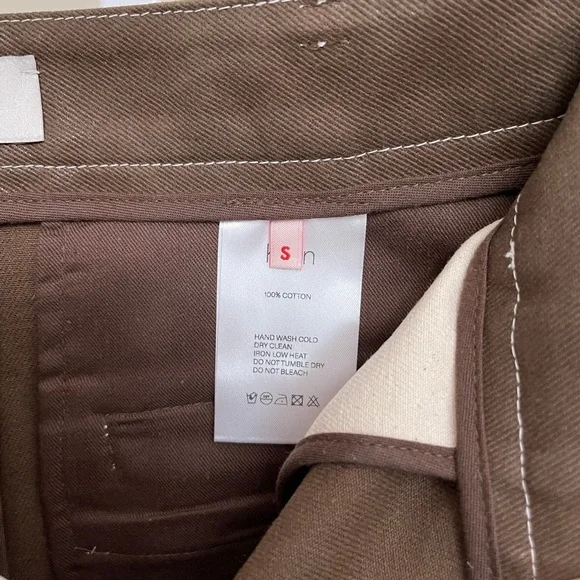 S
100% COTTON
HAND WASH COLD
DRY CLEAN
IRON LOW HEAT
DO NOT TUMBLE DRY
DO NOT BLEACH